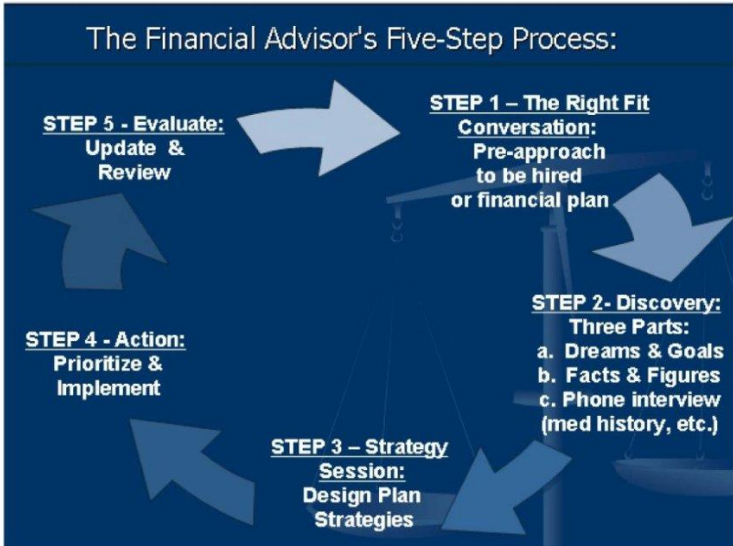 The Financial Advisor's Five-Step Process:
STEP 1 – The Right Fit
Conversation:
Pre-approach
to be hired
or financial plan
STEP 2- Discovery:
Three Parts:
a. Dreams & Goals
b. Facts & Figures
c. Phone interview
(med history, etc.)
STEP 3 – Strategy
Session:
Design Plan
Strategies
STEP 4 - Action:
Prioritize &
Implement
STEP 5 - Evaluate:
Update &
Review